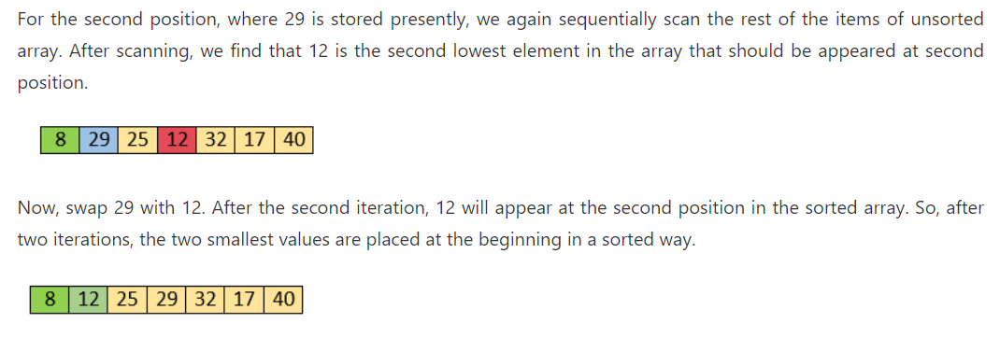 For the second position, where 29 is stored presently, we again sequentially scan the rest of the items of unsorted
array. After scanning, we find that 12 is the second lowest element in the array that should be appeared at second
position.
8 29 25 12 32 17 40
Now, swap 29 with 12. After the second iteration, 12 will appear at the second position in the sorted array. So, after
two iterations, the two smallest values are placed at the beginning in a sorted way.
8 12 25 29 32 17 40